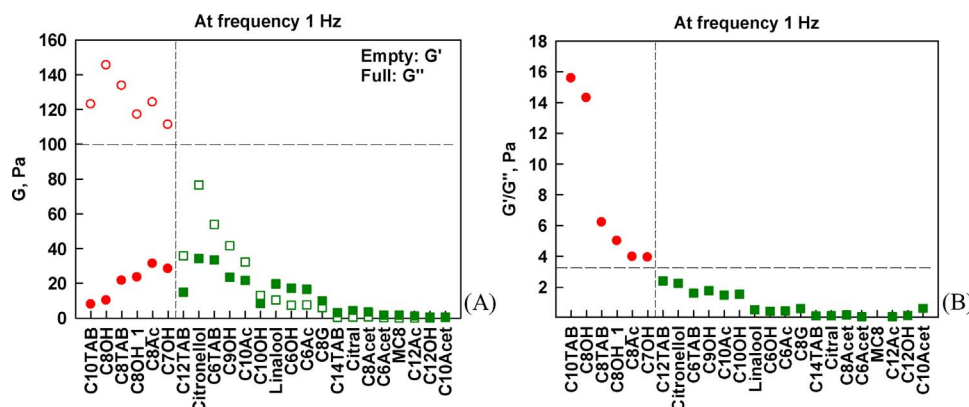 At frequency 1 Hz
Empty: G'
Full: G''
G, Pa
160
140
120
100
80
60
40
20
0
C10TAB
C8OH
C8TAB
C8OH_1
C8Ac
C7OH
C12TAB
Citronellol
C6TAB
C9OH
C10Ac
C10OH
Linalool
C6OH
C6Ac
C8G
C14TAB
Citral
C8Acet
C6Acet
MC8
C12Ac
C12OH
C10Acet
(A)
At frequency 1 Hz
G'/G'', Pa
18
16
14
12
10
8
6
4
2
C10TAB
C8OH
C8TAB
C8OH_1
C8Ac
C7OH
C12TAB
Citronellol
C6TAB
C9OH
C10Ac
C10OH
Linalool
C6OH
C6Ac
C8G
C14TAB
Citral
C8Acet
C6Acet
MC8
C12Ac
C12OH
C10Acet
(B)